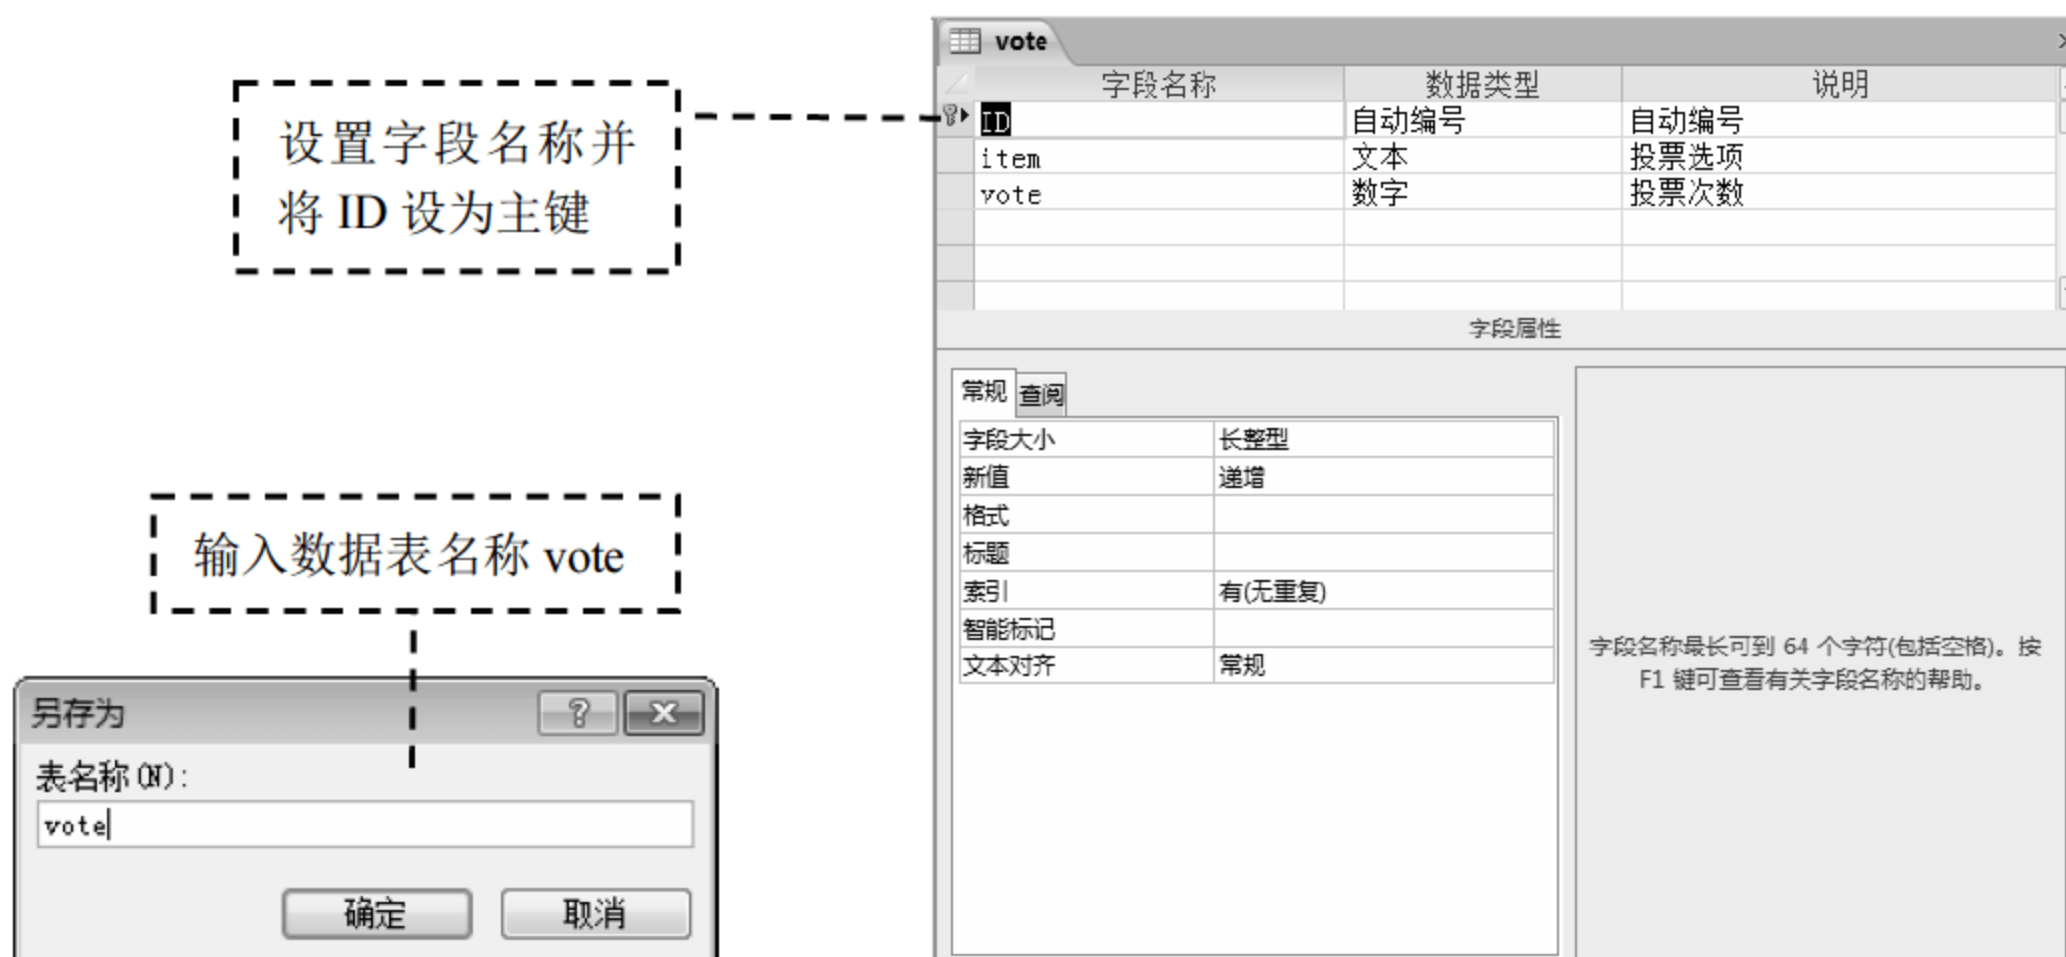 设置字段名称并
将 ID 设为主键
输入数据表名称 vote
另存为
表名称(N):
vote
确定
取消
vote
字段名称 数据类型 说明
ID 自动编号 自动编号
item 文本 投票选项
vote 数字 投票次数
字段属性
常规 查阅
字段大小 长整型
新值 递增
格式
标题
索引 有(无重复)
智能标记
文本对齐 常规
字段名称最长可到 64 个字符(包括空格)。按
F1 键可查看有关字段名称的帮助。